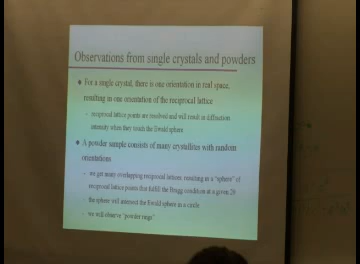 Observations from single crystals and powders
For a single crystal, there is one orientation in real space,
resulting in one orientation of the reciprocal lattice
– reciprocal lattice points are resolved and will result in diffraction
intensity when they touch the Ewald sphere
A powder sample consists of many crystallites with random
orientations
– we get many overlapping reciprocal lattices, resulting in a "sphere" of
reciprocal lattice points that fulfill the Bragg condition at a given 2θ
– the sphere will intersect the Ewald sphere in a circle
– we will observe "powder rings"